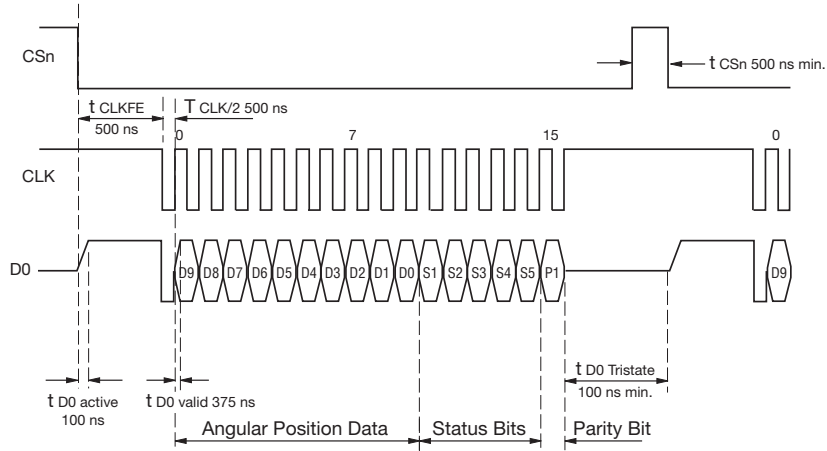 CSn
t CSn 500 ns min.
t CLKFE
500 ns
T CLK/2 500 ns
0 7 15 0
CLK
D0
D9 D8 D7 D6 D5 D4 D3 D2 D1 D0 S1 S2 S3 S4 S5 P1 D9
t D0 active
100 ns
t D0 valid 375 ns
t D0 Tristate
100 ns min.
Angular Position Data Status Bits Parity Bit